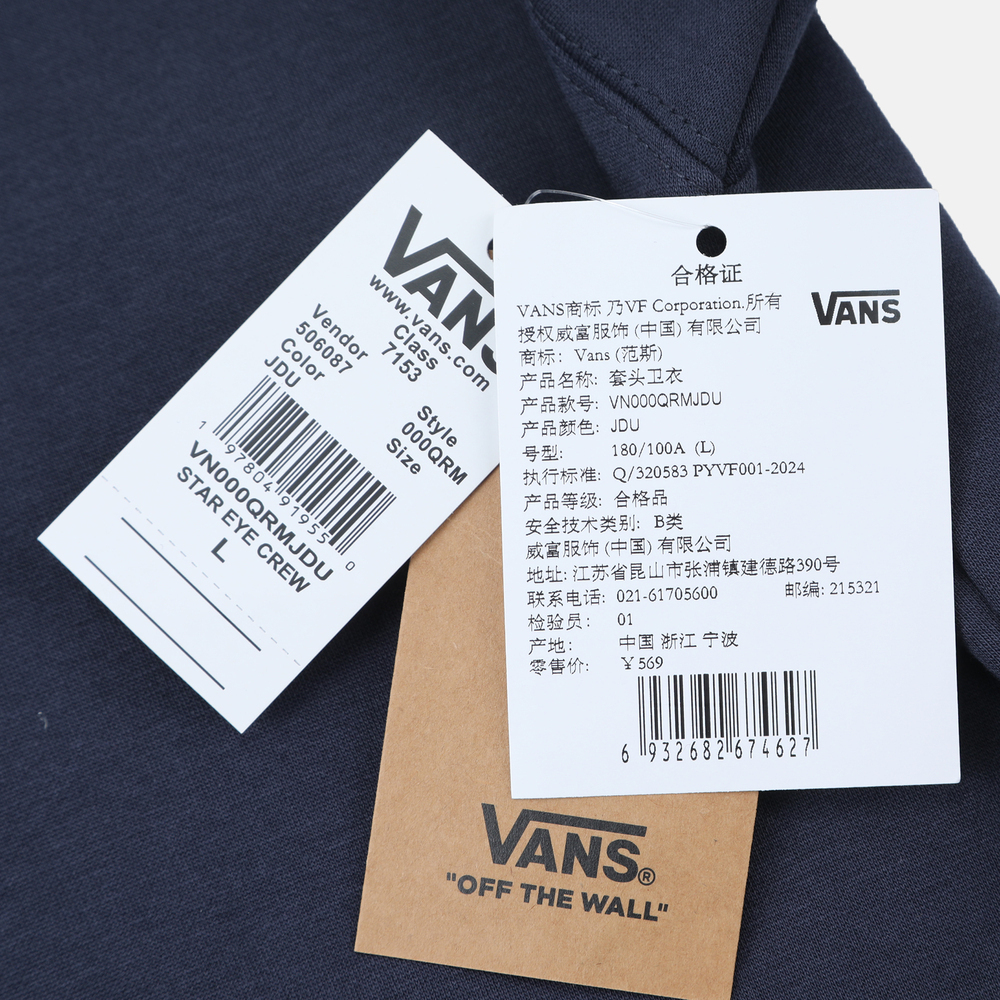 VANS
www.vans.com
Vendor
Class
506087
7153
Color
JDU
Style
000QRM
Size
1 97804 91955 0
VN000QRMJDU
STAR EYE CREW
L
合格证
VANS
VANS商标 乃VF Corporation.所有
授权威富服饰 (中国) 有限公司
商标: Vans (范斯)
产品名称: 套头卫衣
产品款号: VN000QRMJDU
产品颜色: JDU
号型: 180/100A (L)
执行标准: Q/320583 PYVF001-2024
产品等级: 合格品
安全技术类别: B类
威富服饰 (中国) 有限公司
地址: 江苏省昆山市张浦镇建德路390号
联系电话: 021-61705600 邮编: 215321
检验员: 01
产地: 中国 浙江 宁波
零售价: ¥569
6 932682 674627
VANS®
"OFF THE WALL"